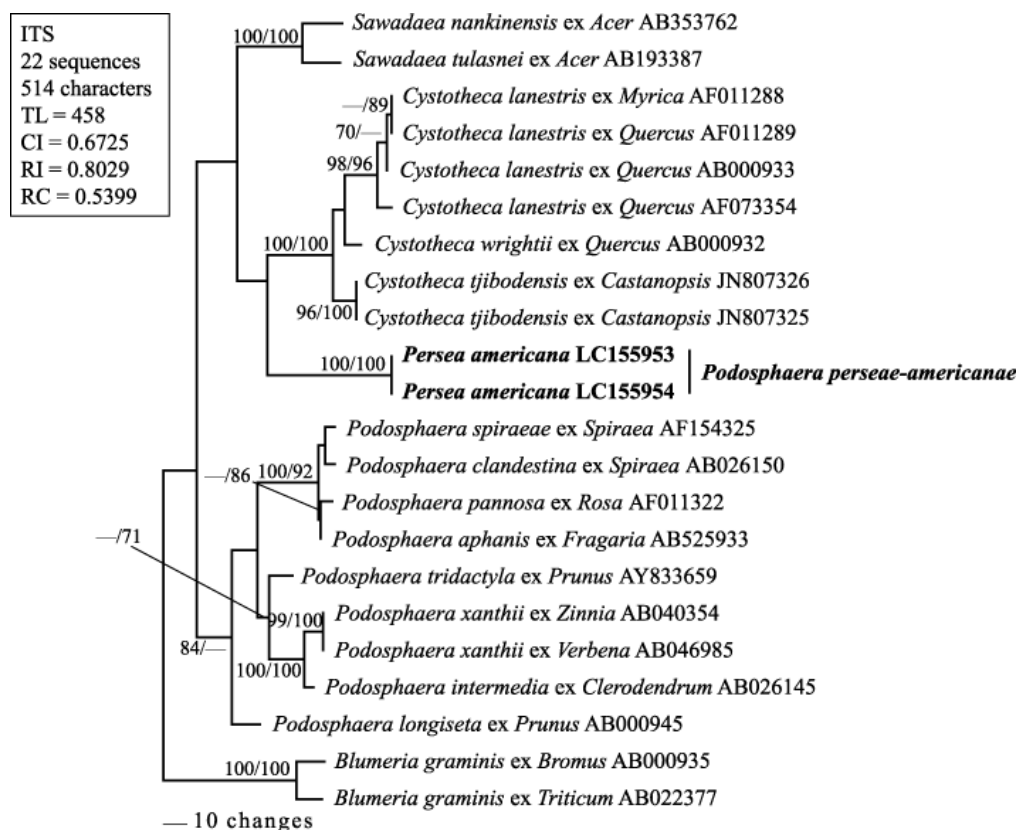 ITS
22 sequences
514 characters
TL = 458
CI = 0.6725
RI = 0.8029
RC = 0.5399
100/100
Sawadaea nankinensis ex Acer AB353762
Sawadaea tulasnei ex Acer AB193387
—/89
Cystotheca lanestris ex Myrica AF011288
70/—
Cystotheca lanestris ex Quercus AF011289
98/96
Cystotheca lanestris ex Quercus AB000933
Cystotheca lanestris ex Quercus AF073354
100/100
Cystotheca wrightii ex Quercus AB000932
Cystotheca tjibodensis ex Castanopsis JN807326
96/100
Cystotheca tjibodensis ex Castanopsis JN807325
100/100
Persea americana LC155953
Persea americana LC155954
Podosphaera perseae-americanae
Podosphaera spiraeae ex Spiraea AF154325
—/86
100/92
Podosphaera clandestina ex Spiraea AB026150
Podosphaera pannosa ex Rosa AF011322
—/71
Podosphaera aphanis ex Fragaria AB525933
Podosphaera tridactyla ex Prunus AY833659
99/100
Podosphaera xanthii ex Zinnia AB040354
84/—
Podosphaera xanthii ex Verbena AB046985
100/100
Podosphaera intermedia ex Clerodendrum AB026145
Podosphaera longiseta ex Prunus AB000945
100/100
Blumeria graminis ex Bromus AB000935
Blumeria graminis ex Triticum AB022377
10 changes